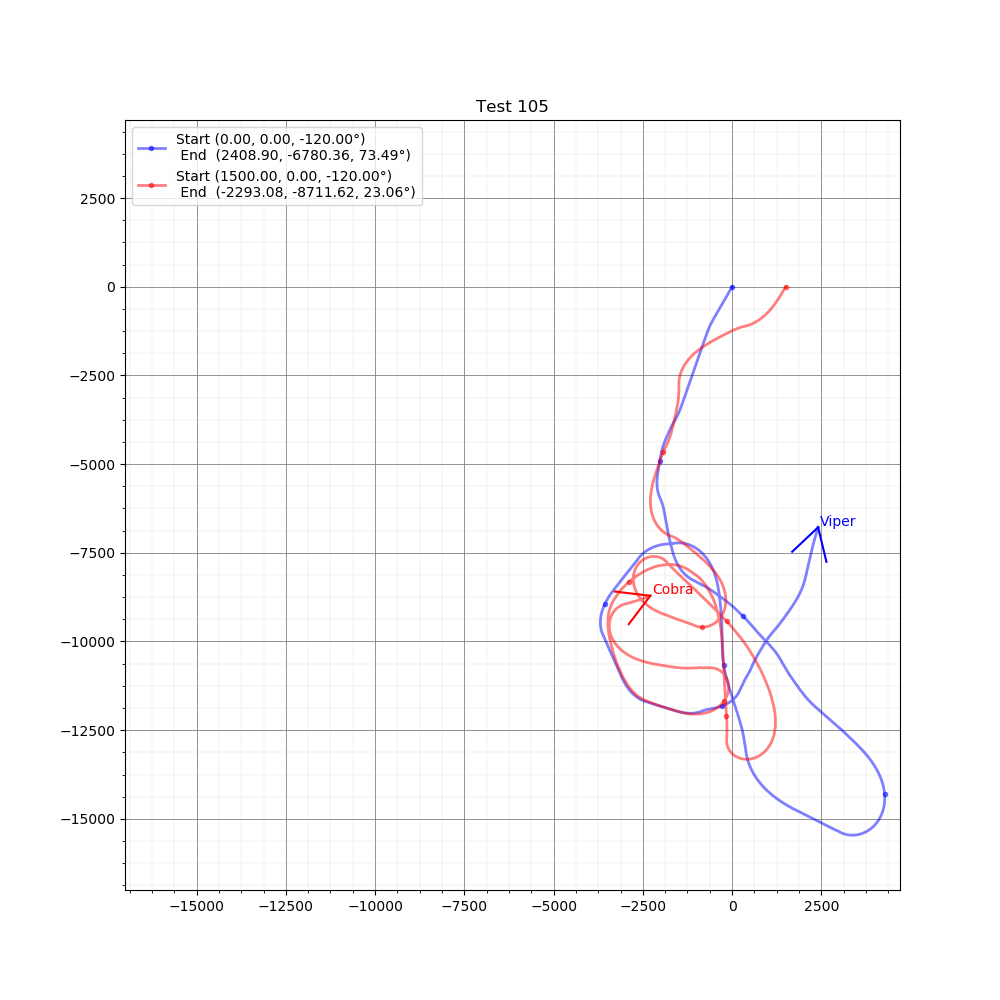 Test 105
Start (0.00, 0.00, -120.00°)
End (2408.90, -6780.36, 73.49°)
Start (1500.00, 0.00, -120.00°)
End (-2293.08, -8711.62, 23.06°)
2500
0
−2500
−5000
−7500
−10000
−12500
−15000
Viper
Cobra
−15000 −12500 −10000 −7500 −5000 −2500 0 2500